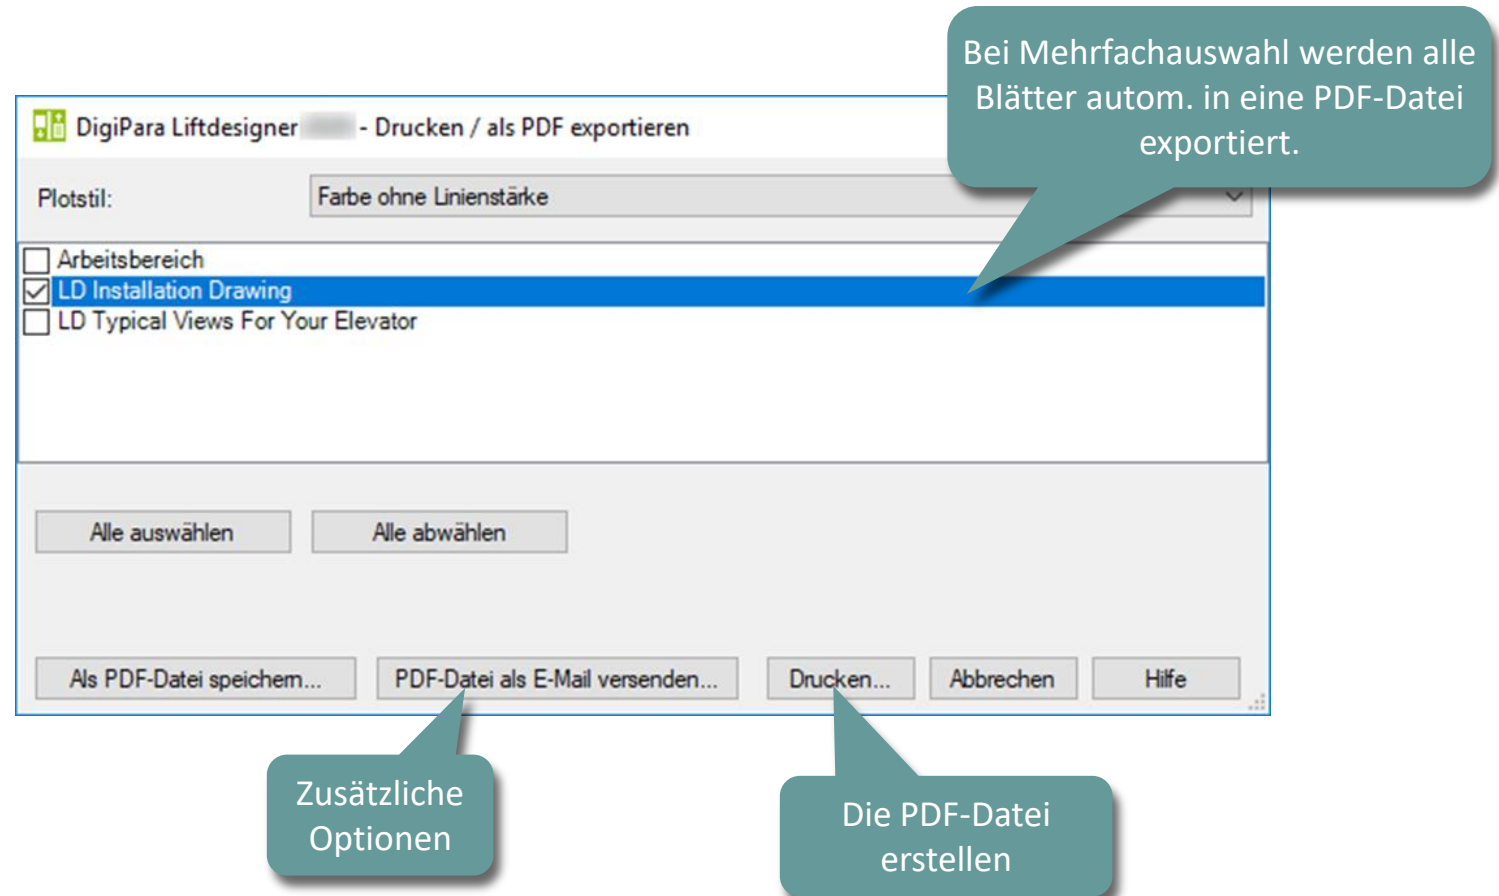 Bei Mehrfachauswahl werden alle
Blätter autom. in eine PDF-Datei
exportiert.
DigiPara Liftdesigner - Drucken / als PDF exportieren
Plotstil: Farbe ohne Linienstärke
Arbeitsbereich
LD Installation Drawing
LD Typical Views For Your Elevator
Alle auswählen Alle abwählen
Als PDF-Datei speichern... PDF-Datei als E-Mail versenden... Drucken... Abbrechen Hilfe
Zusätzliche
Optionen
Die PDF-Datei
erstellen